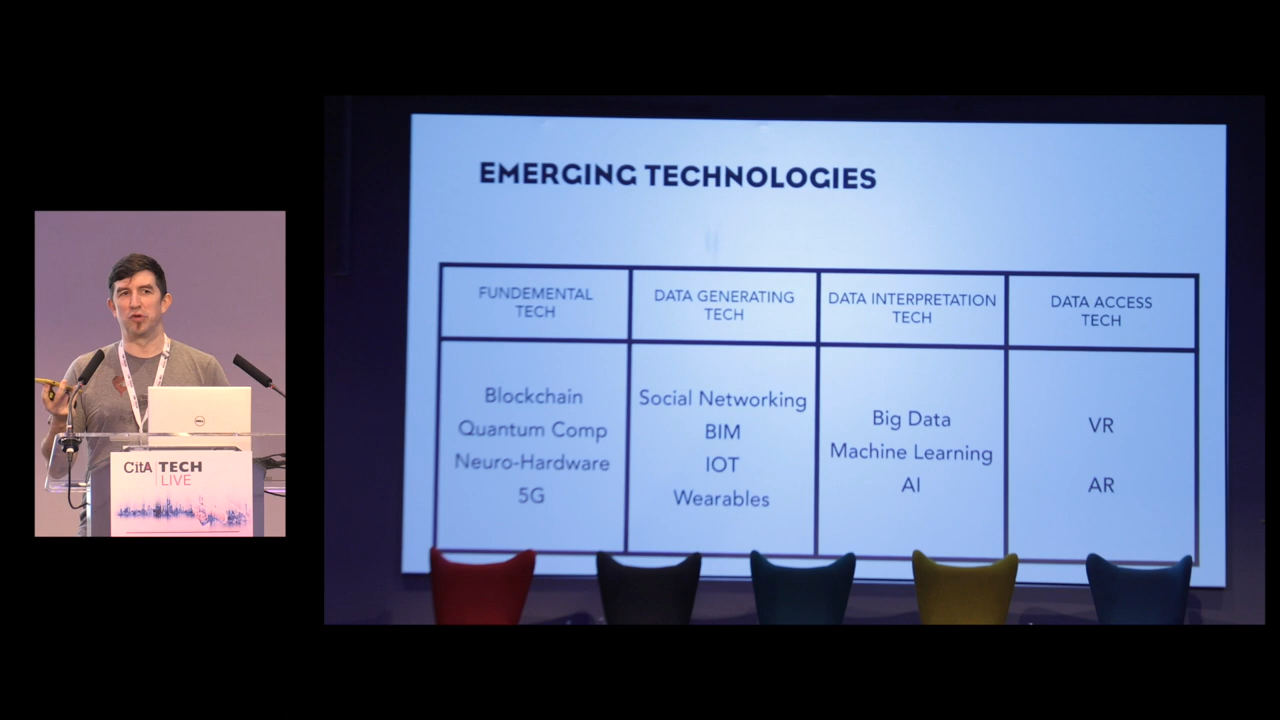 EMERGING TECHNOLOGIES
FUNDEMENTAL
TECH
DATA GENERATING
TECH
DATA INTERPRETATION
TECH
DATA ACCESS
TECH
Blockchain
Quantum Comp
Neuro-Hardware
5G
Social Networking
BIM
IOT
Wearables
Big Data
Machine Learning
AI
VR
AR
DELL
CitA TECH
LIVE